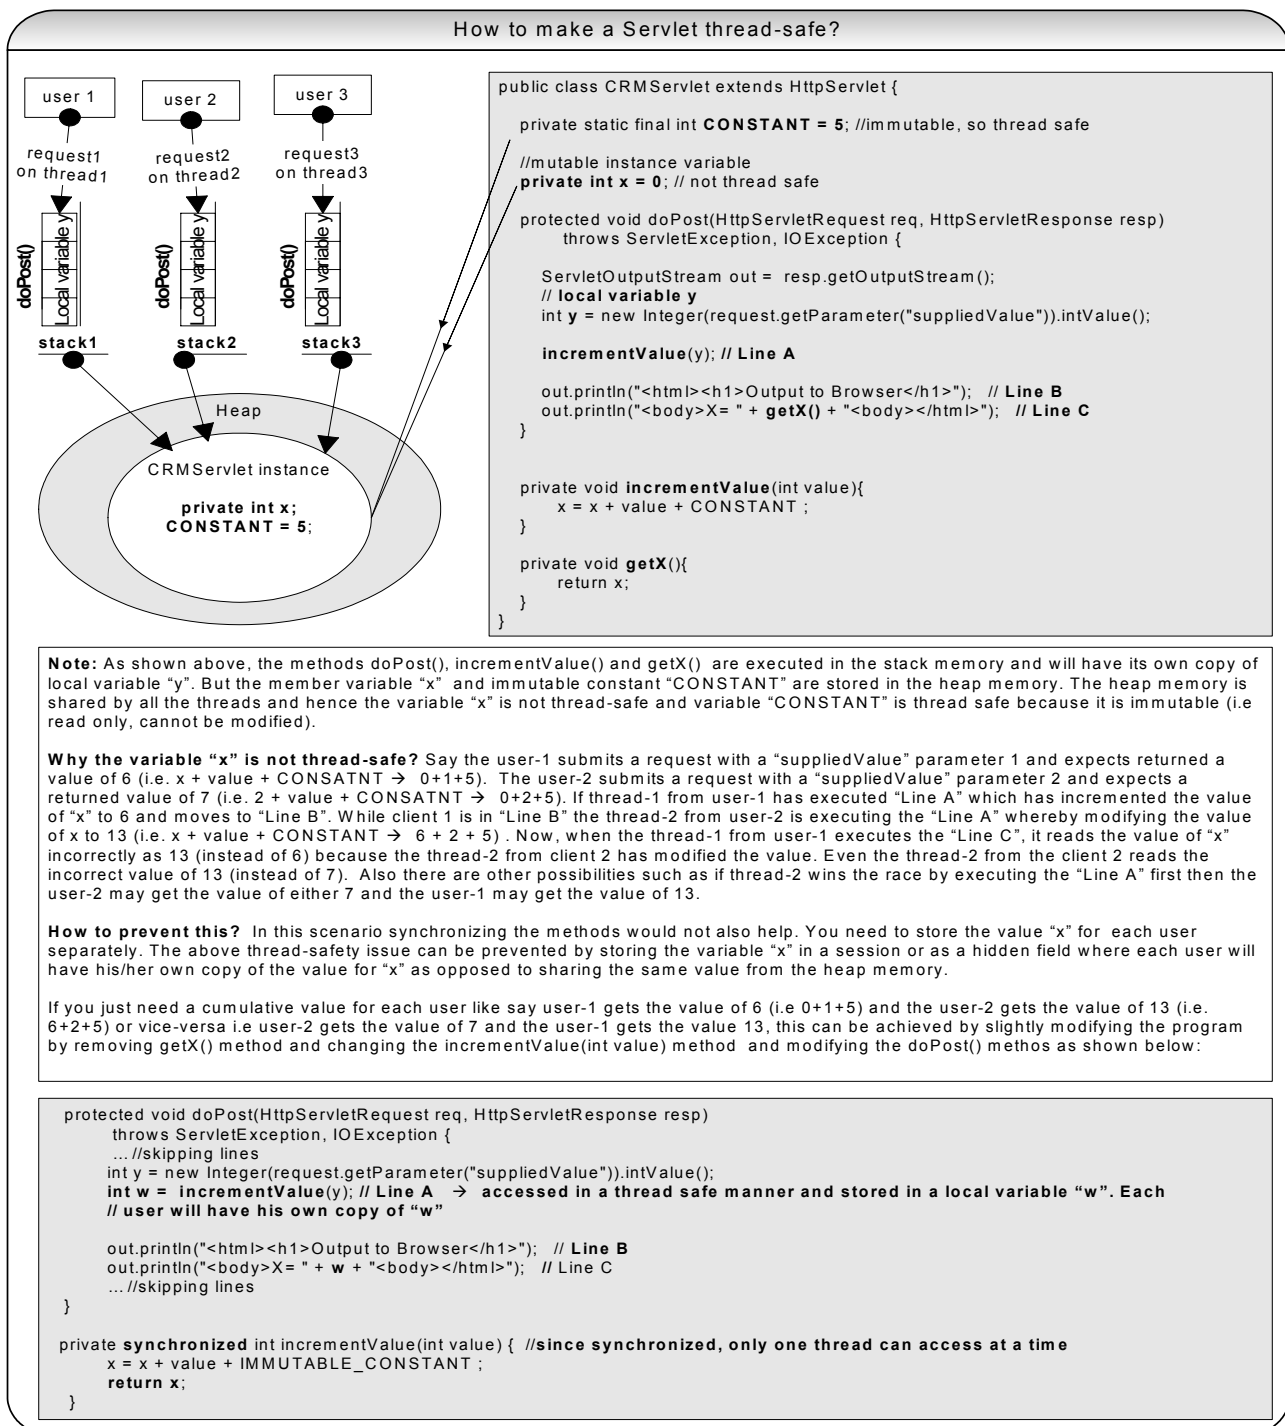 How to make a Servlet thread-safe?
user 1
user 2
user 3
request1
on thread1
request2
on thread2
request3
on thread3
doPost()
Local variable y
doPost()
Local variable y
doPost()
Local variable y
stack1
stack2
stack3
Heap
CRMServlet instance
private int x;
CONSTANT = 5;
public class CRMServlet extends HttpServlet {
private static final int CONSTANT = 5; //immutable, so thread safe
//mutable instance variable
private int x = 0; // not thread safe
protected void doPost(HttpServletRequest req, HttpServletResponse resp)
throws ServletException, IOException {
ServletOutputStream out = resp.getOutputStream();
// local variable y
int y = new Integer(request.getParameter("suppliedValue")).intValue();
incrementValue(y); // Line A
out.println("<html><h1>Output to Browser</h1>"); // Line B
out.println("<body>X= " + getX() + "<body></html>"); // Line C
}
private void incrementValue(int value){
x = x + value + CONSTANT ;
}
private void getX(){
return x;
}
}
Note: As shown above, the methods doPost(), incrementValue() and getX() are executed in the stack memory and will have its own copy of
local variable “y”. But the member variable “x” and immutable constant “CONSTANT” are stored in the heap memory. The heap memory is
shared by all the threads and hence the variable “x” is not thread-safe and variable “CONSTANT” is thread safe because it is immutable (i.e
read only, cannot be modified).
Why the variable “x” is not thread-safe? Say the user-1 submits a request with a “suppliedValue” parameter 1 and expects returned a
value of 6 (i.e. x + value + CONSATNT → 0+1+5). The user-2 submits a request with a “suppliedValue” parameter 2 and expects a
returned value of 7 (i.e. 2 + value + CONSATNT → 0+2+5). If thread-1 from user-1 has executed “Line A” which has incremented the value
of “x” to 6 and moves to “Line B”. While client 1 is in “Line B” the thread-2 from user-2 is executing the “Line A” whereby modifying the value
of x to 13 (i.e. x + value + CONSTANT → 6 + 2 + 5) . Now, when the thread-1 from user-1 executes the “Line C”, it reads the value of “x”
incorrectly as 13 (instead of 6) because the thread-2 from client 2 has modified the value. Even the thread-2 from the client 2 reads the
incorrect value of 13 (instead of 7). Also there are other possibilities such as if thread-2 wins the race by executing the “Line A” first then the
user-2 may get the value of either 7 and the user-1 may get the value of 13.
How to prevent this? In this scenario synchronizing the methods would not also help. You need to store the value “x” for each user
separately. The above thread-safety issue can be prevented by storing the variable “x” in a session or as a hidden field where each user will
have his/her own copy of the value for “x” as opposed to sharing the same value from the heap memory.
If you just need a cumulative value for each user like say user-1 gets the value of 6 (i.e 0+1+5) and the user-2 gets the value of 13 (i.e.
6+2+5) or vice-versa i.e user-2 gets the value of 7 and the user-1 gets the value 13, this can be achieved by slightly modifying the program
by removing getX() method and changing the incrementValue(int value) method and modifying the doPost() methos as shown below:
protected void doPost(HttpServletRequest req, HttpServletResponse resp)
throws ServletException, IOException {
… //skipping lines
int y = new Integer(request.getParameter("suppliedValue")).intValue();
int w = incrementValue(y); // Line A → accessed in a thread safe manner and stored in a local variable “w”. Each
// user will have his own copy of “w”
out.println("<html><h1>Output to Browser</h1>"); // Line B
out.println("<body>X= " + w + "<body></html>"); // Line C
… //skipping lines
}
private synchronized int incrementValue(int value) { //since synchronized, only one thread can access at a time
x = x + value + IMMUTABLE_CONSTANT ;
return x;
}